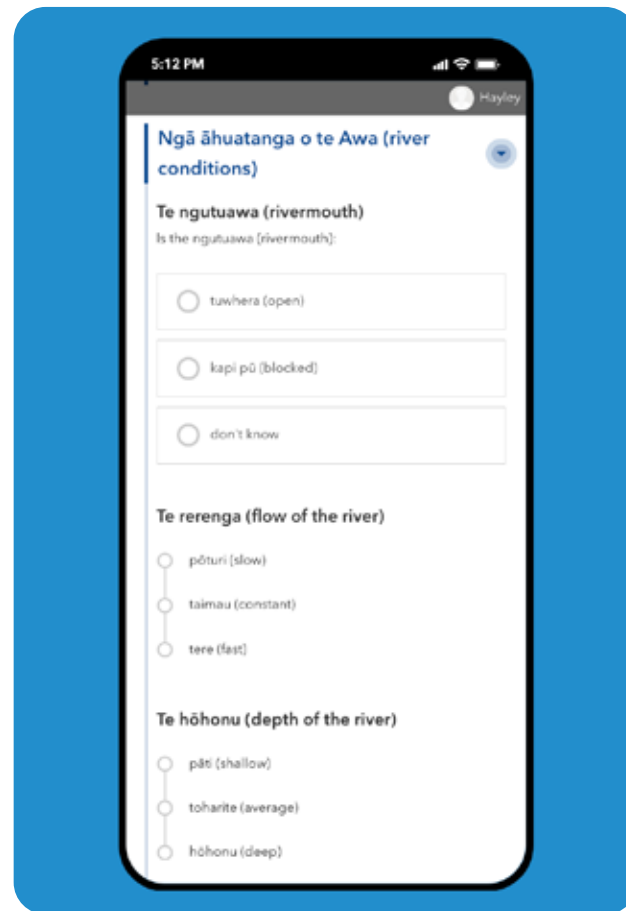 5:12 PM
Hayley
Ngā āhuatanga o te Awa (river
conditions)
Te ngutuawa (rivermouth)
Is the ngutuawa (rivermouth):
tuwhera (open)
kapi pū (blocked)
don't know
Te rerenga (flow of the river)
pōturi (slow)
taimau (constant)
tere (fast)
Te hōhonu (depth of the river)
pāti (shallow)
toharite (average)
hōhonu (deep)